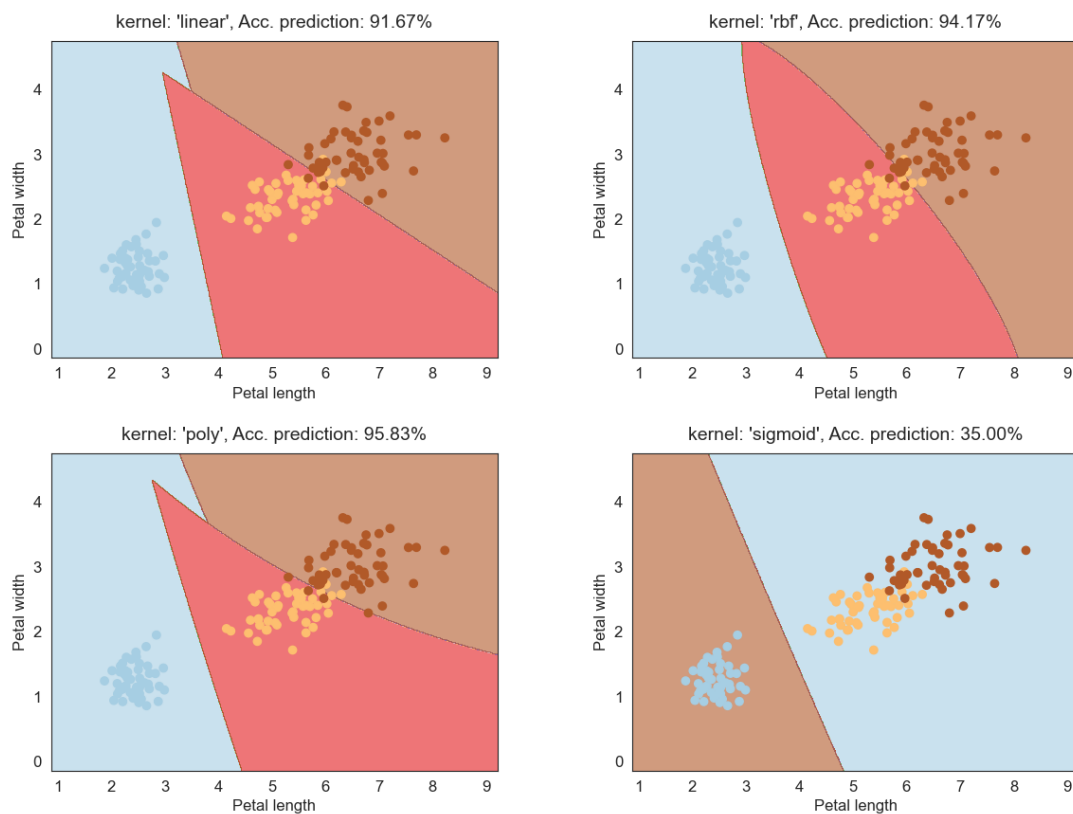 kernel: 'linear', Acc. prediction: 91.67%
4
3
2
1
0
Petal width
1 2 3 4 5 6 7 8 9
Petal length
kernel: 'rbf', Acc. prediction: 94.17%
4
3
2
1
0
Petal width
1 2 3 4 5 6 7 8 9
Petal length
kernel: 'poly', Acc. prediction: 95.83%
4
3
2
1
0
Petal width
1 2 3 4 5 6 7 8 9
Petal length
kernel: 'sigmoid', Acc. prediction: 35.00%
4
3
2
1
0
Petal width
1 2 3 4 5 6 7 8 9
Petal length